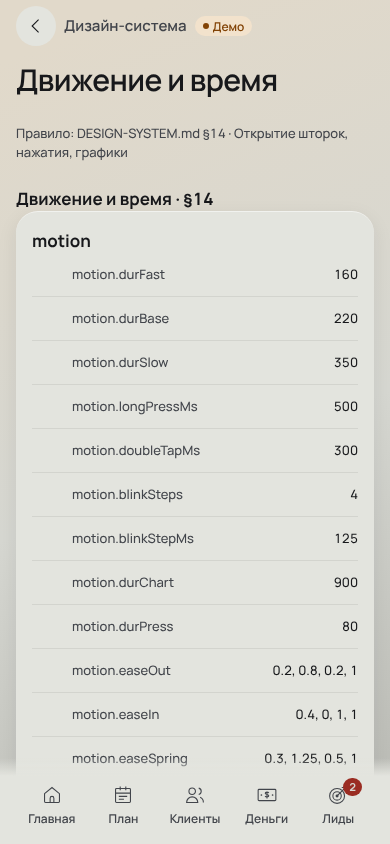 Дизайн-система
Демо
Движение и время
Правило: DESIGN-SYSTEM.md §14 · Открытие шторок,
нажатия, графики
Движение и время · §14
motion
motion.durFast 160
motion.durBase 220
motion.durSlow 350
motion.longPressMs 500
motion.doubleTapMs 300
motion.blinkSteps 4
motion.blinkStepMs 125
motion.durChart 900
motion.durPress 80
motion.easeOut 0.2, 0.8, 0.2, 1
motion.easeIn 0.4, 0, 1, 1
motion.easeSpring 0.3, 1.25, 0.5, 1
2
Главная План Клиенты Деньги Лиды